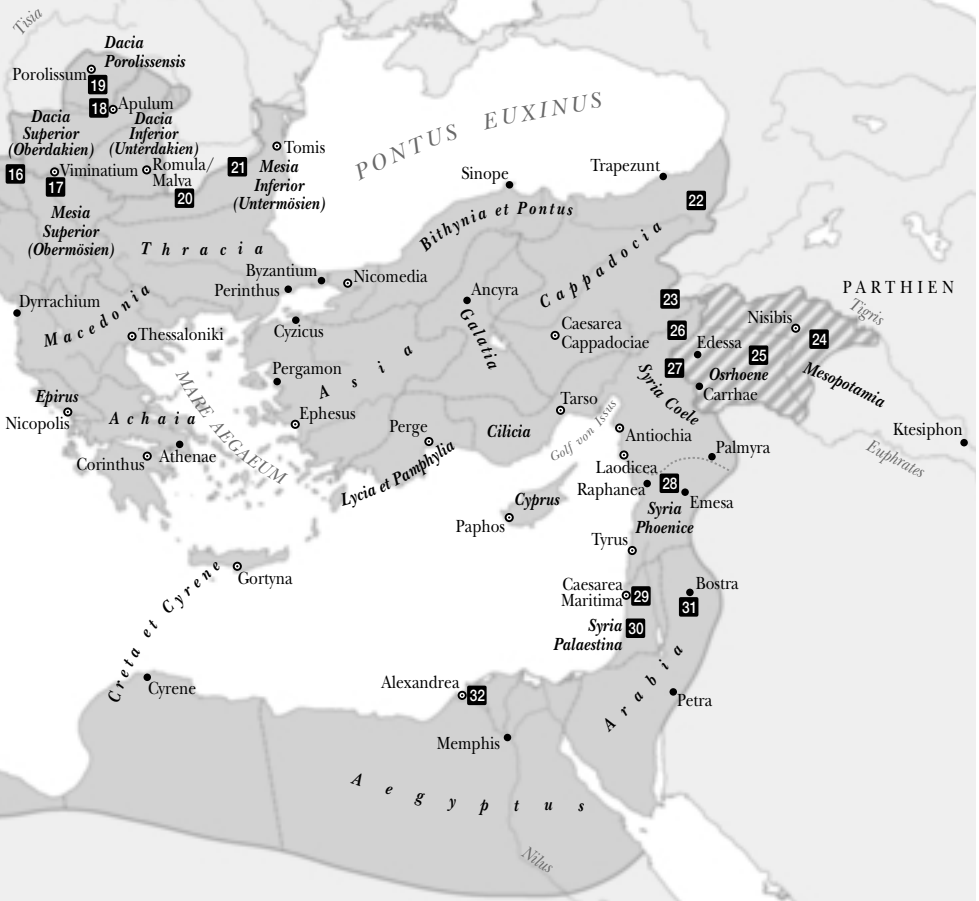 Tisia
Dacia
Porolissensis
Porolissum
19
18
Apulum
Dacia
Superior
(Oberdakien)
Dacia
Inferior
(Unterdakien)
16
Viminatium
17
Romula/
Malva
20
21
Tomis
Mesia
Inferior
(Untermösien)
Mesia
Superior
(Obermösien)
PONTUS EUXINUS
Sinope
Trapezunt
22
Bithynia et Pontus
Thracia
Byzantium
Perinthus
Nicomedia
Cappadocia
Ancyra
Galatia
PARTHIEN
Tigris
Dyrrachium
Macedonia
Thessaloniki
Cyzicus
Caesarea
Cappadociae
23
26
27
Nisibis
24
25
Edessa
Osrhoene
Carrhae
Mesopotamia
Pergamon
Asia
Ephesus
MARE AEGAEUM
Epirus
Nicopolis
Achaia
Corinthus
Athenae
Perge
Lycia et Pamphylia
Cilicia
Tarso
Golf von Issus
Syria Coele
Antiochia
Laodicea
Palmyra
Ktesiphon
Euphrates
Raphanea
28
Emesa
Syria
Phoenice
Cyprus
Paphos
Tyrus
Gortyna
Creta et Cyrene
Cyrene
Caesarea
Maritima
29
Syria
Palaestina
30
Bostra
31
Arabia
Petra
Alexandrea
32
Memphis
Aegyptus
Nilus